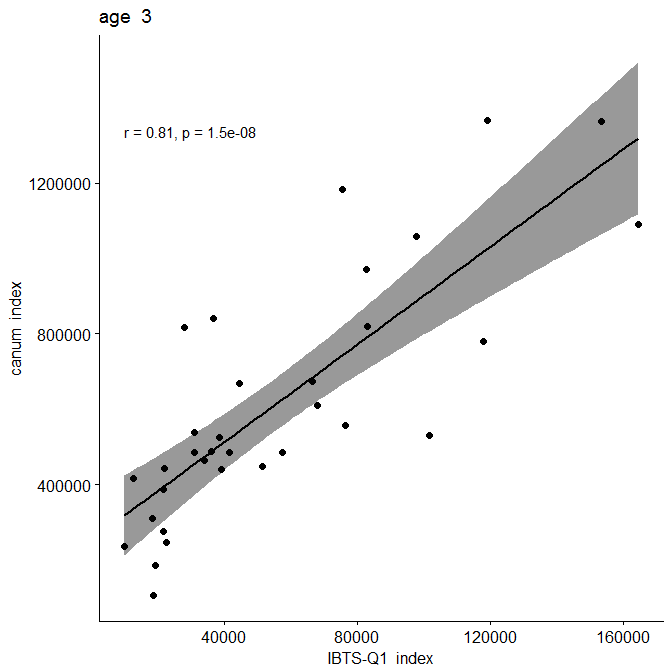 age 3
r = 0.81, p = 1.5e-08
1200000
800000
400000
canum index
40000 80000 120000 160000
IBTS-Q1 index